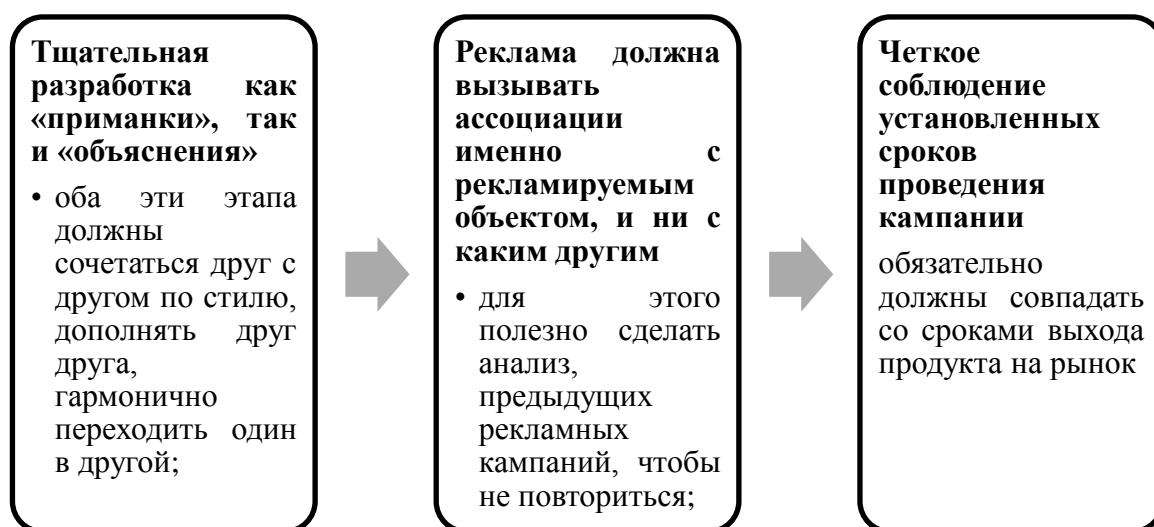 Тщательная
разработка как
«приманки», так
и «объяснения»
• оба эти этапа
должны
сочетаться друг с
другом по стилю,
дополнять друг
друга,
гармонично
переходить один
в другой;
Реклама должна
вызывать
ассоциации
именно с
рекламируемым
объектом, и ни с
каким другим
• для этого
полезно сделать
анализ,
предыдущих
рекламных
кампаний, чтобы
не повториться;
Четкое
соблюдение
установленных
сроков
проведения
кампании
обязательно
должны совпадать
со сроками выхода
продукта на рынок